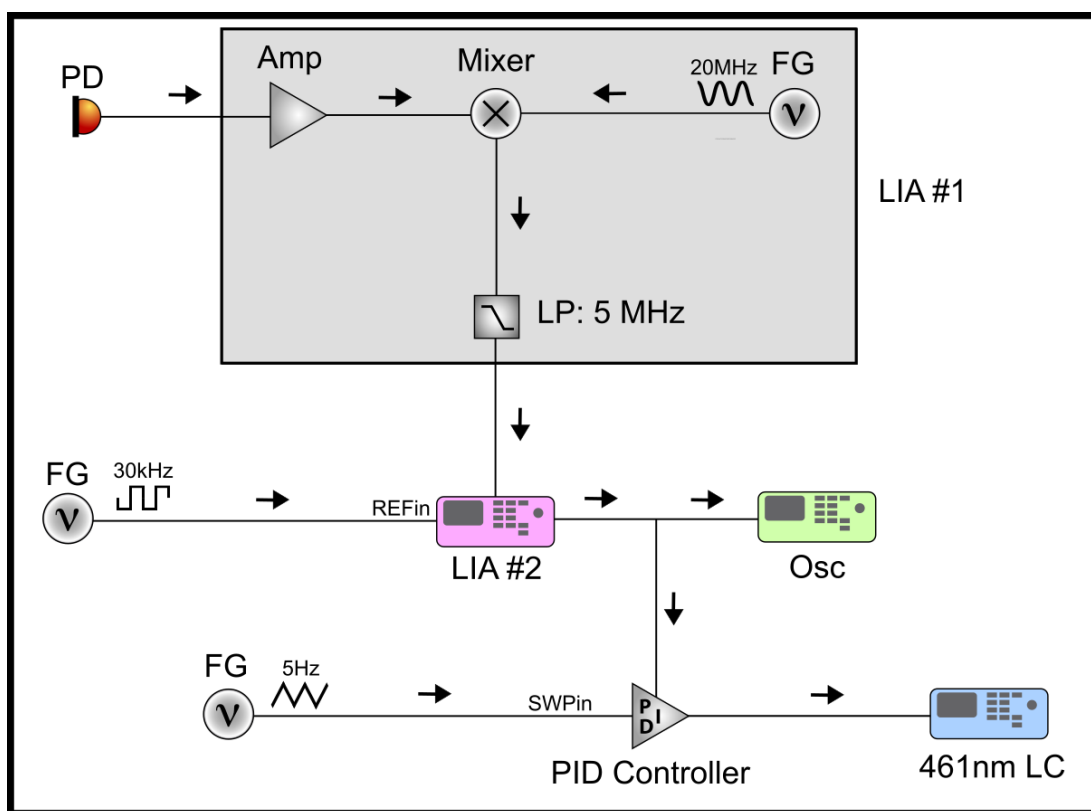 PD
Amp
Mixer
20MHz
FG
ν
LIA #1
LP: 5 MHz
FG
30kHz
ν
REFin
LIA #2
Osc
FG
5Hz
ν
SWPin
P
I
D
PID Controller
461nm LC